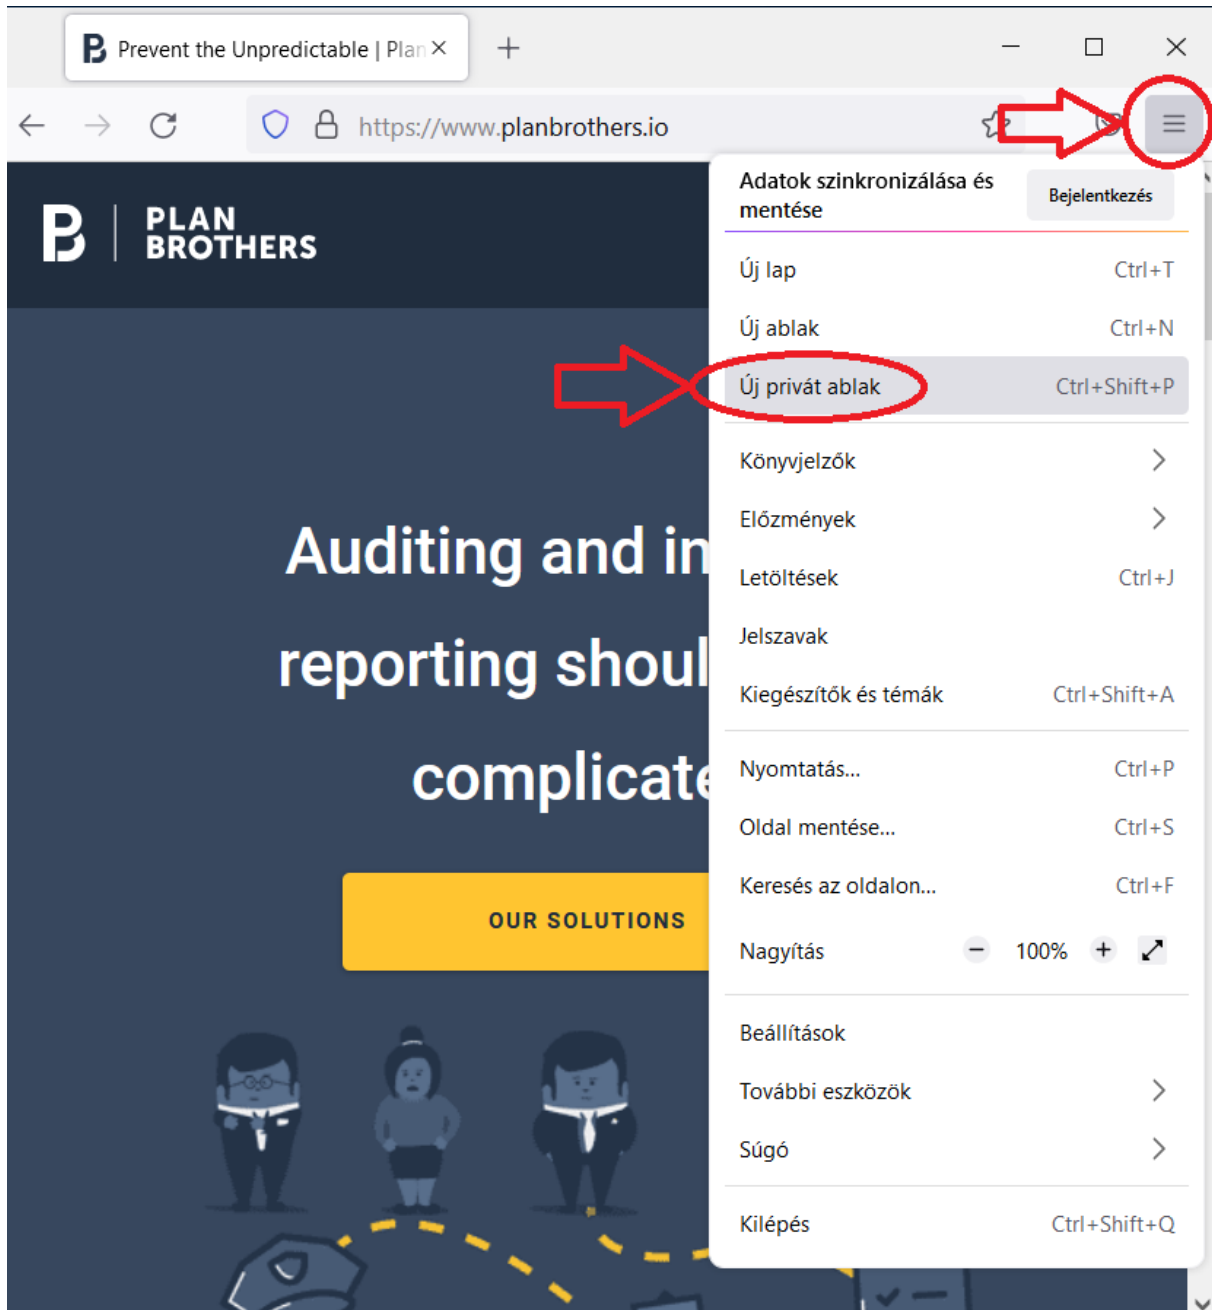 Prevent the Unpredictable | Plan
https://www.planbrothers.io
PLAN
BROTHERS
Adatok szinkronizálása és
mentése
Bejelentkezés
Új lap Ctrl+T
Új ablak Ctrl+N
Új privát ablak Ctrl+Shift+P
Könyvjelzők
Előzmények
Letöltések Ctrl+J
Jelszavak
Kiegészítők és témák Ctrl+Shift+A
Nyomtatás... Ctrl+P
Oldal mentése... Ctrl+S
Keresés az oldalon... Ctrl+F
Nagyítás 100%
Beállítások
További eszközök
Súgó
Kilépés Ctrl+Shift+Q
Auditing and in
reporting shoul
complicate
OUR SOLUTIONS